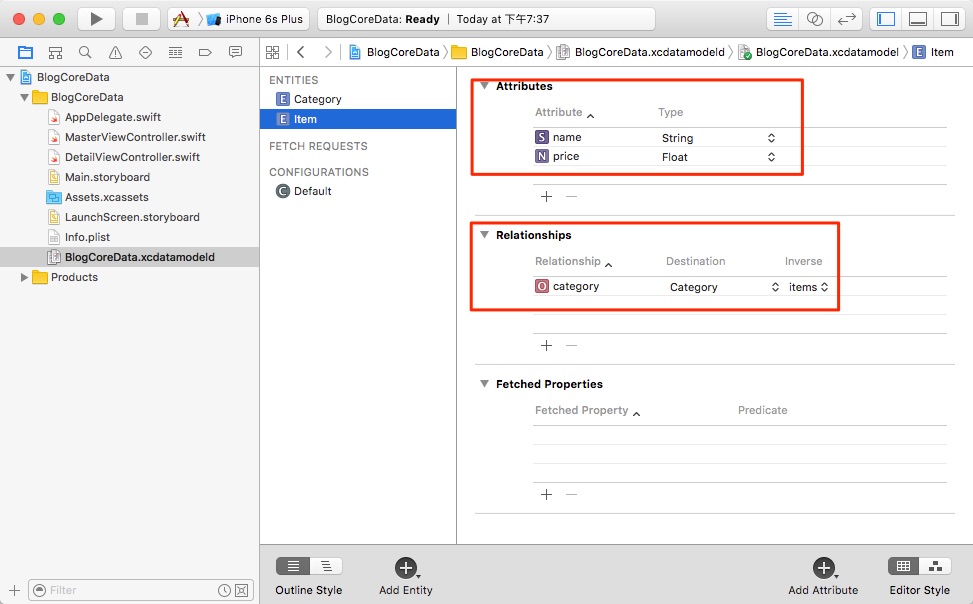 iPhone 6s Plus
BlogCoreData: Ready | Today at 下午7:37
BlogCoreData
BlogCoreData
BlogCoreData.xcdatamodeld
BlogCoreData.xcdatamodel
E Item
BlogCoreData
BlogCoreData
AppDelegate.swift
MasterViewController.swift
DetailViewController.swift
Main.storyboard
Assets.xcassets
LaunchScreen.storyboard
Info.plist
BlogCoreData.xcdatamodeld
Products
Filter
ENTITIES
E Category
E Item
FETCH REQUESTS
CONFIGURATIONS
C Default
Attributes
Attribute Type
S name String
N price Float
Relationships
Relationship Destination Inverse
O category Category items
Fetched Properties
Fetched Property Predicate
Outline Style
Add Entity
Add Attribute
Editor Style